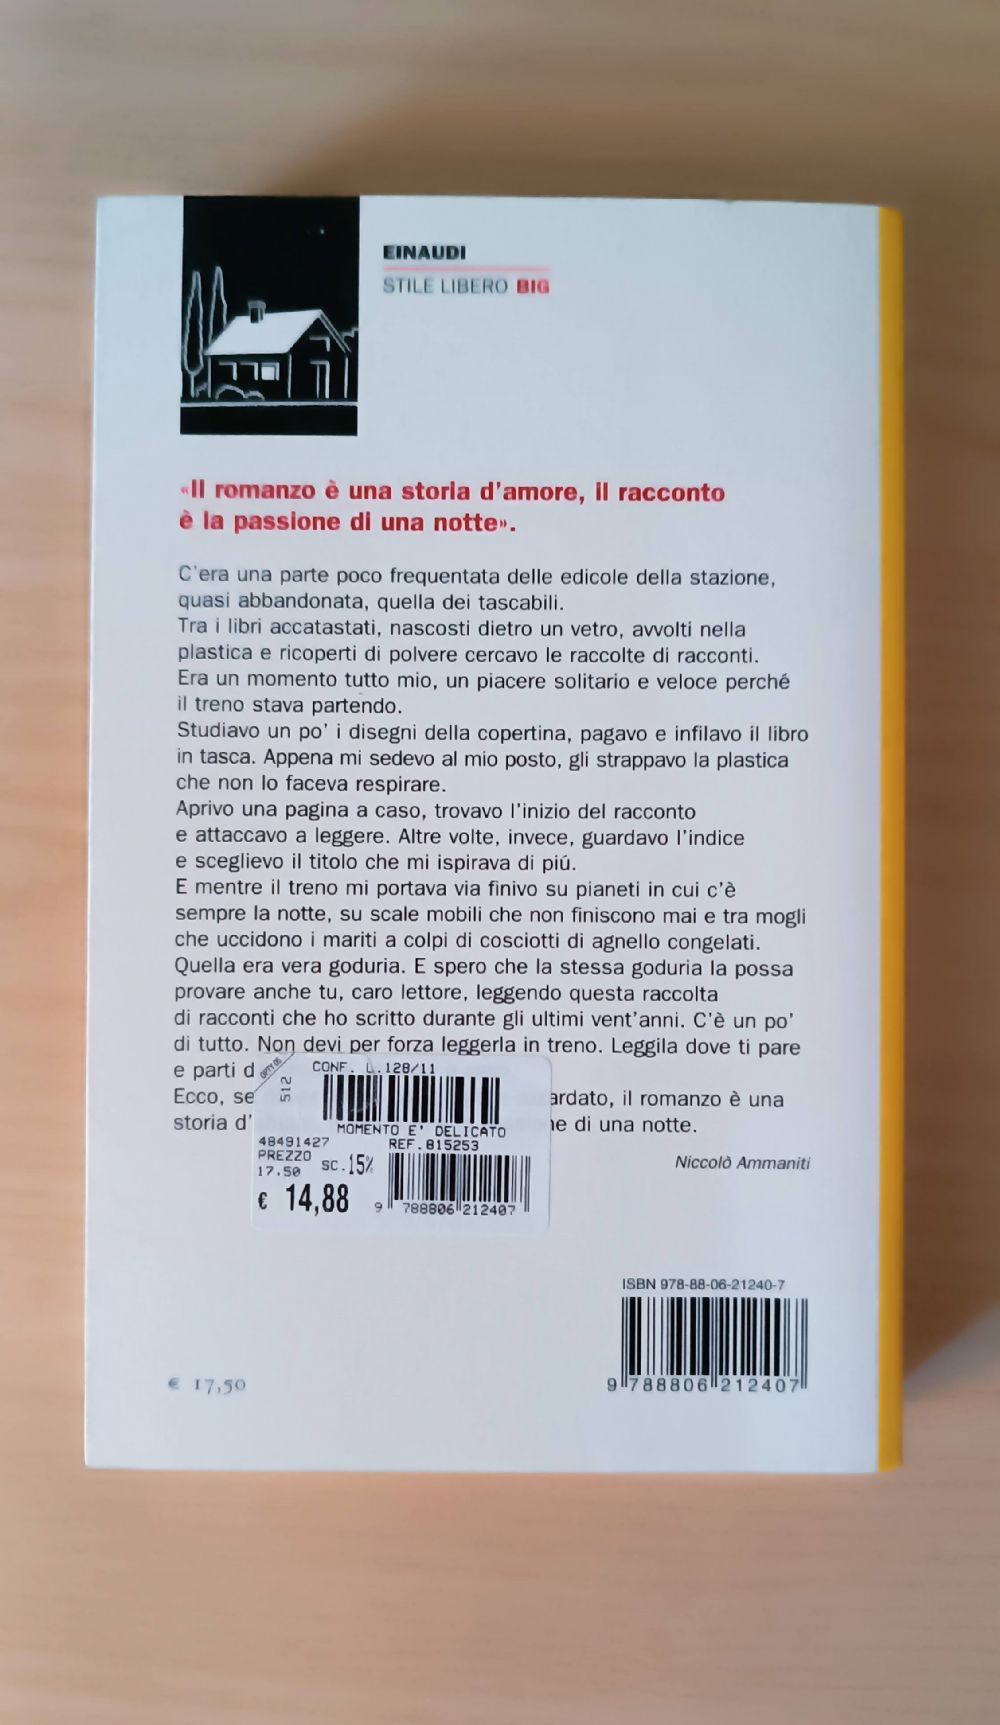 EINAUDI
STILE LIBERO BIG
«Il romanzo è una storia d'amore, il racconto
è la passione di una notte».
C'era una parte poco frequentata delle edicole della stazione,
quasi abbandonata, quella dei tascabili.
Tra i libri accatastati, nascosti dietro un vetro, avvolti nella
plastica e ricoperti di polvere cercavo le raccolte di racconti.
Era un momento tutto mio, un piacere solitario e veloce perché
il treno stava partendo.
Studiavo un po' i disegni della copertina, pagavo e infilavo il libro
in tasca. Appena mi sedevo al mio posto, gli strappavo la plastica
che non lo faceva respirare.
Aprivo una pagina a caso, trovavo l'inizio del racconto
e attaccavo a leggere. Altre volte, invece, guardavo l'indice
e sceglievo il titolo che mi ispirava di piú.
E mentre il treno mi portava via finivo su pianeti in cui c'è
sempre la notte, su scale mobili che non finiscono mai e tra mogli
che uccidono i mariti a colpi di cosciotti di agnello congelati.
Quella era vera goduria. E spero che la stessa goduria la possa
provare anche tu, caro lettore, leggendo questa raccolta
di racconti che ho scritto durante gli ultimi vent'anni. C'è un po'
di tutto. Non devi per forza leggerla in treno. Leggila dove ti pare
e parti d
Ecco, se ardato, il romanzo è una
storia d' ne di una notte.
Niccolò Ammaniti
512
CONF. L.128/11
MOMENTO E' DELICATO
48491427 REF.815253
PREZZO
17.50 SC.15%
€ 14,88
9 788806 212407
ISBN 978-88-06-21240-7
9 788806 212407
€ 17,50